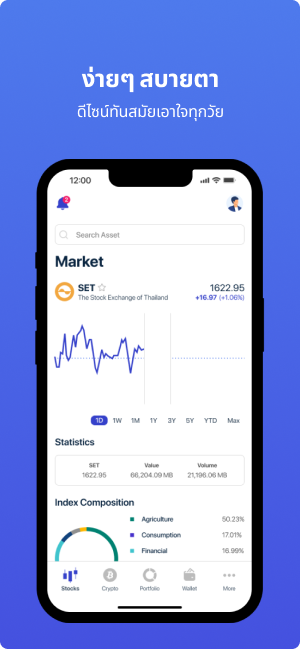 ง่ายๆ สบายตา
ดีไซน์ทันสมัยเอาใจทุกวัย
12:00
2
Search Asset
Market
SET 1622.95
The Stock Exchange of Thailand +16.97 (+1.06%)
1D 1W 1M 1Y 3Y 5Y YTD Max
Statistics
SET Value Volume
1622.95 66,204.09 MB 21,196.06 MB
Index Composition
Agriculture 50.23%
Consumption 17.01%
Financial 16.99%
Stocks Crypto Portfolio Wallet More